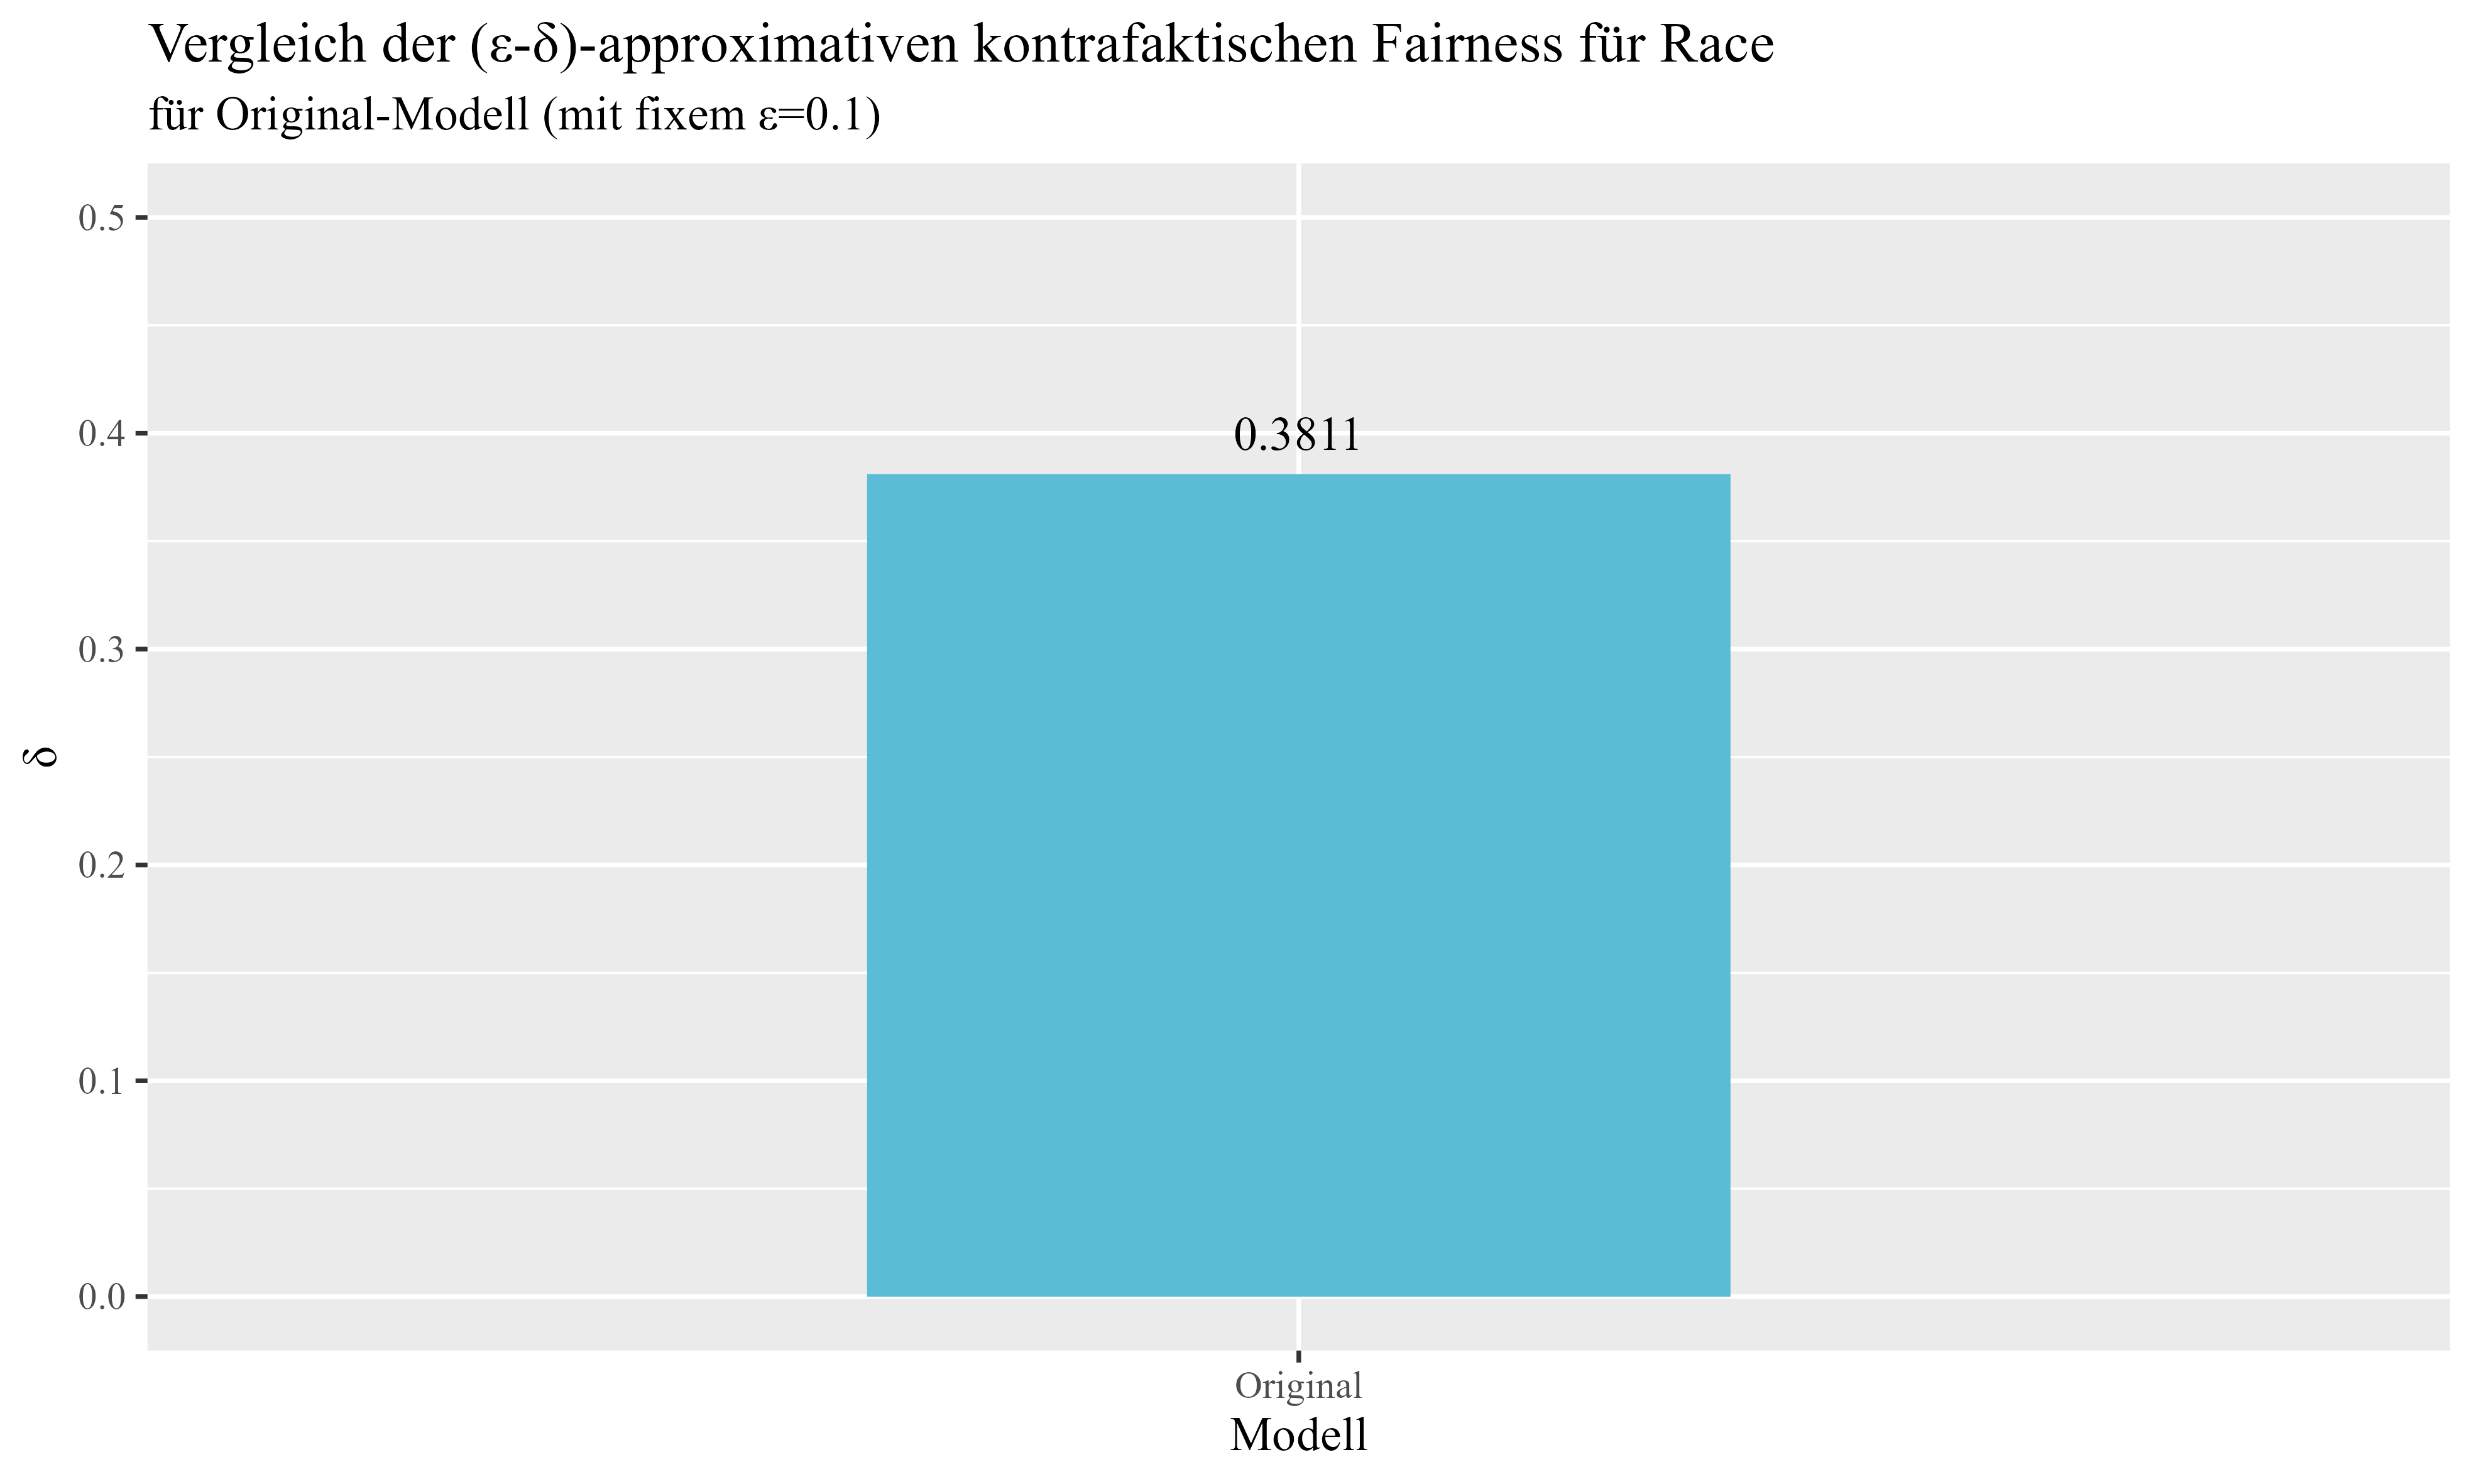 Vergleich der (ε-δ)-approximativen kontrafaktischen Fairness für Race
für Original-Modell (mit fixen ε=0.1)
0.5
0.4
0.3811
0.3
δ
0.2
0.1
0.0
Original
Modell